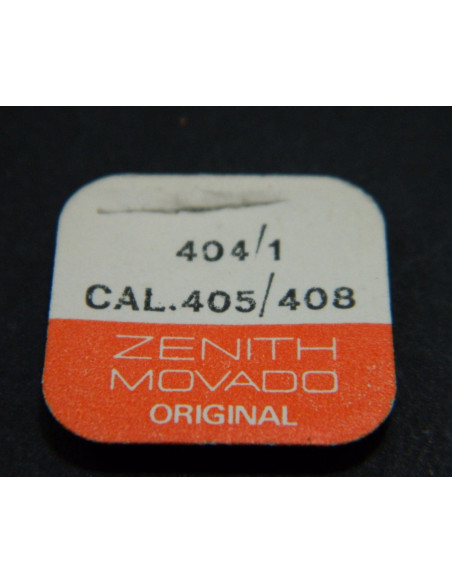 404/1
CAL.405/408
ZENITH
MOVADO
ORIGINAL